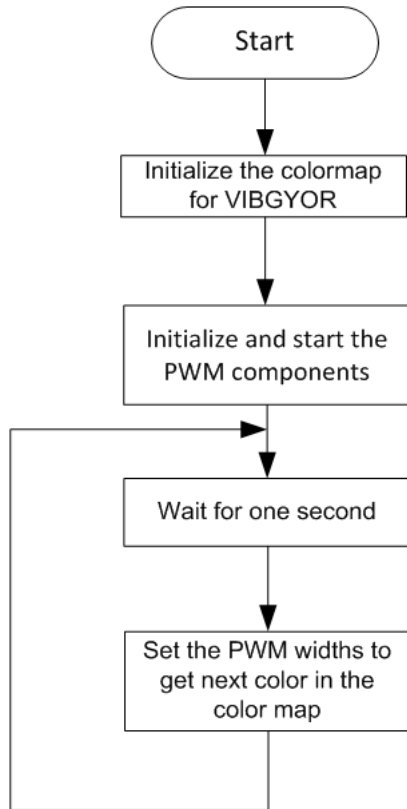 Start
Initialize the colormap
for VIBGYOR
Initialize and start the
PWM components
Wait for one second
Set the PWM widths to
get next color in the
color map